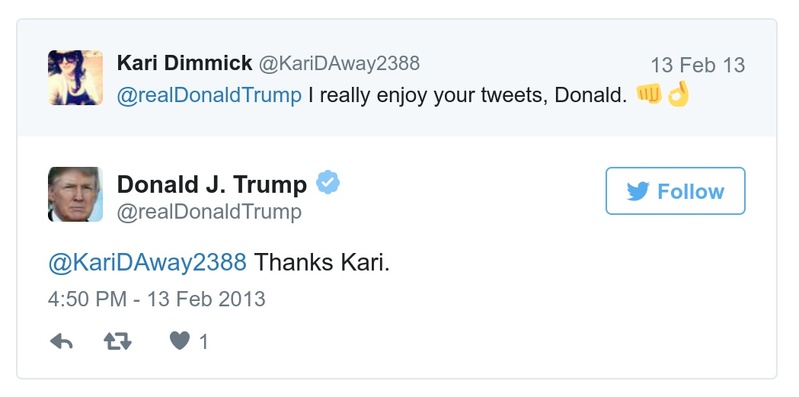 Kari Dimmick @KariDAway2388 13 Feb 13
@realDonaldTrump I really enjoy your tweets, Donald. 👊👌
Donald J. Trump
@realDonaldTrump
Follow
@KariDAway2388 Thanks Kari.
4:50 PM - 13 Feb 2013
1